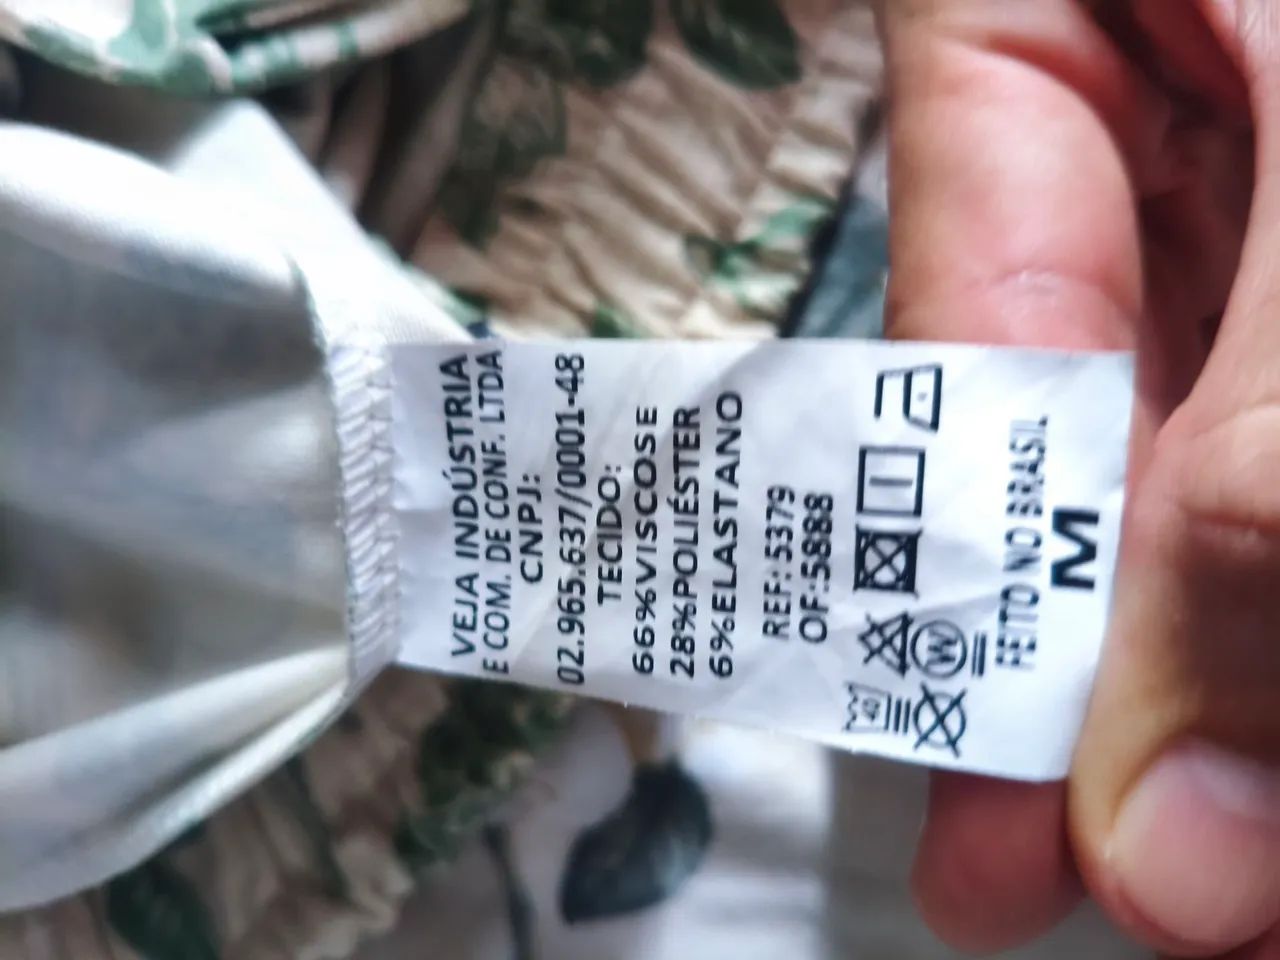 VEJA INDÚSTRIA
E COM. DE CONF. LTDA
CNPJ:
02.965.637/0001-48
TECIDO:
66%VISCOSE
28%POLIÉSTER
6%ELASTANO
REF: 5379
OF:5888
40
W
FEITO NO BRASIL
M